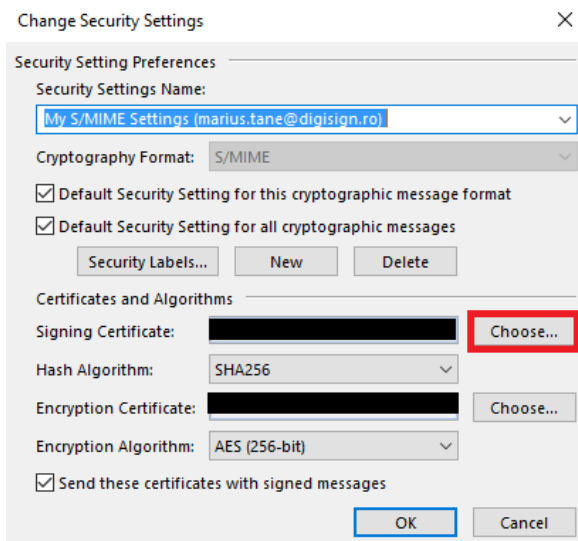 Change Security Settings
Security Setting Preferences
Security Settings Name:
My S/MIME Settings (marius.tane@digisign.ro)
Cryptography Format: S/MIME
Default Security Setting for this cryptographic message format
Default Security Setting for all cryptographic messages
Security Labels... New Delete
Certificates and Algorithms
Signing Certificate: Choose...
Hash Algorithm: SHA256
Encryption Certificate: Choose...
Encryption Algorithm: AES (256-bit)
Send these certificates with signed messages
OK Cancel